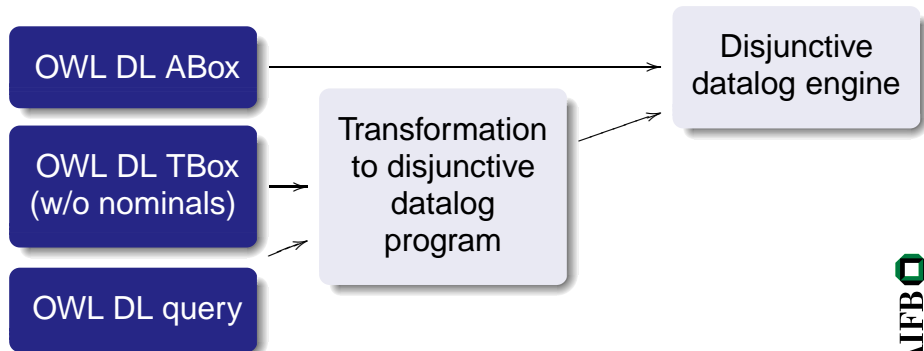 OWL DL ABox
OWL DL TBox
(w/o nominals)
OWL DL query
Transformation
to disjunctive
datalog
program
Disjunctive
datalog engine
AIFB